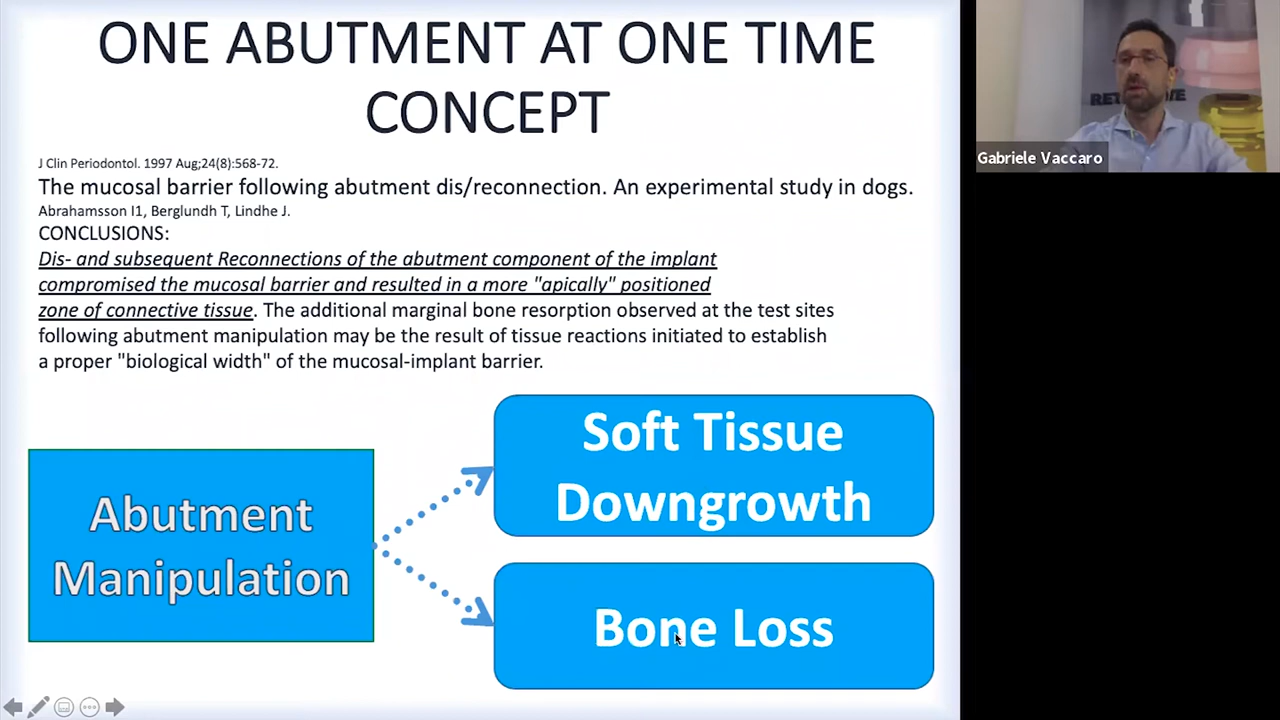 ONE ABUTMENT AT ONE TIME
CONCEPT
J Clin Periodontol. 1997 Aug;24(8):568-72.
The mucosal barrier following abutment dis/reconnection. An experimental study in dogs.
Abrahamsson I1, Berglundh T, Lindhe J.
CONCLUSIONS:
Dis- and subsequent Reconnections of the abutment component of the implant
compromised the mucosal barrier and resulted in a more "apically" positioned
zone of connective tissue. The additional marginal bone resorption observed at the test sites
following abutment manipulation may be the result of tissue reactions initiated to establish
a proper "biological width" of the mucosal-implant barrier.
Abutment
Manipulation
Soft Tissue
Downgrowth
Bone Loss
Gabriele Vaccaro